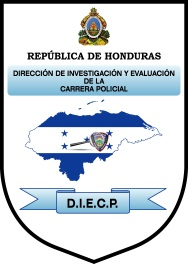 REPÚBLICA DE HONDURAS
DIRECCIÓN DE INVESTIGACIÓN Y EVALUACIÓN
DE LA
CARRERA POLICIAL
D.I.E.C.P.